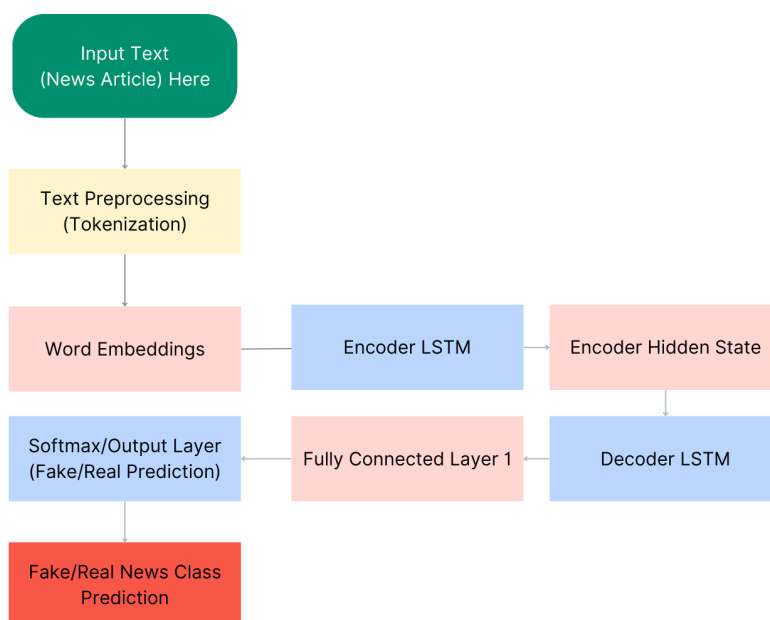 Input Text
(News Article) Here
Text Preprocessing
(Tokenization)
Word Embeddings
Encoder LSTM
Encoder Hidden State
Decoder LSTM
Fully Connected Layer 1
Softmax/Output Layer
(Fake/Real Prediction)
Fake/Real News Class
Prediction